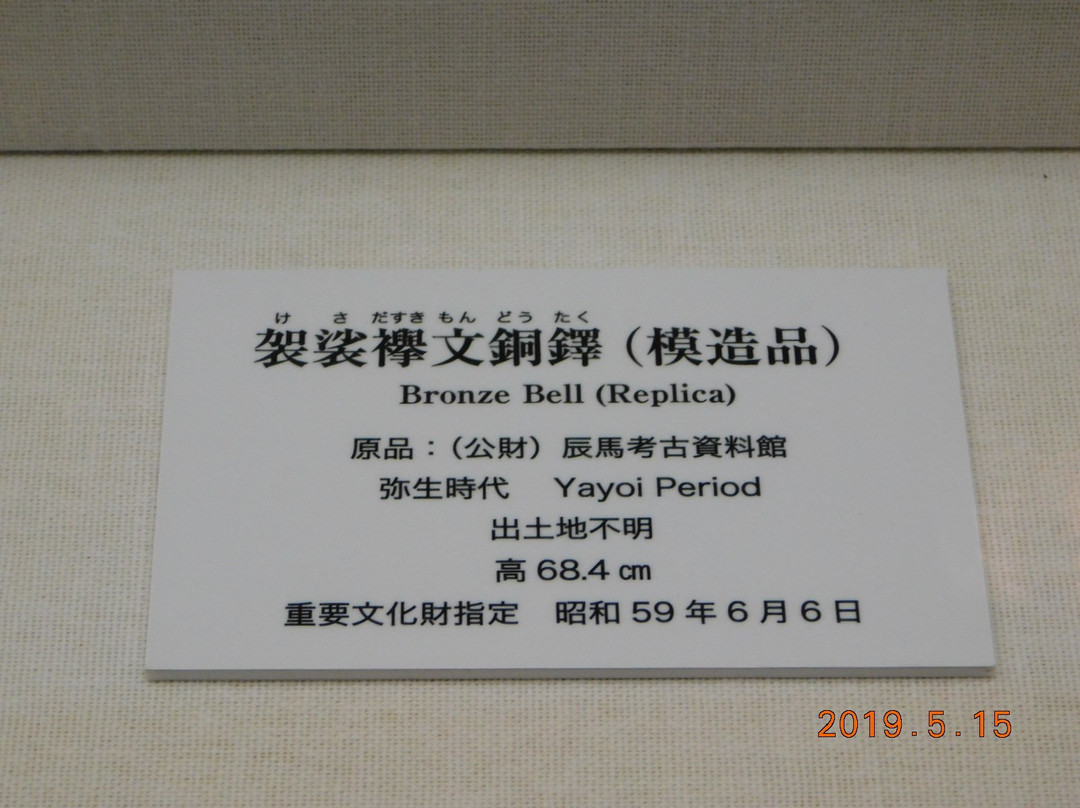 け さ だすき もん どう たく
袈裟襷文銅鐸（模造品）
Bronze Bell (Replica)
原品：（公財）辰馬考古資料館
弥生時代　Yayoi Period
出土地不明
高 68.4 ㎝
重要文化財指定　昭和 59 年 6 月 6 日
2019.5.15